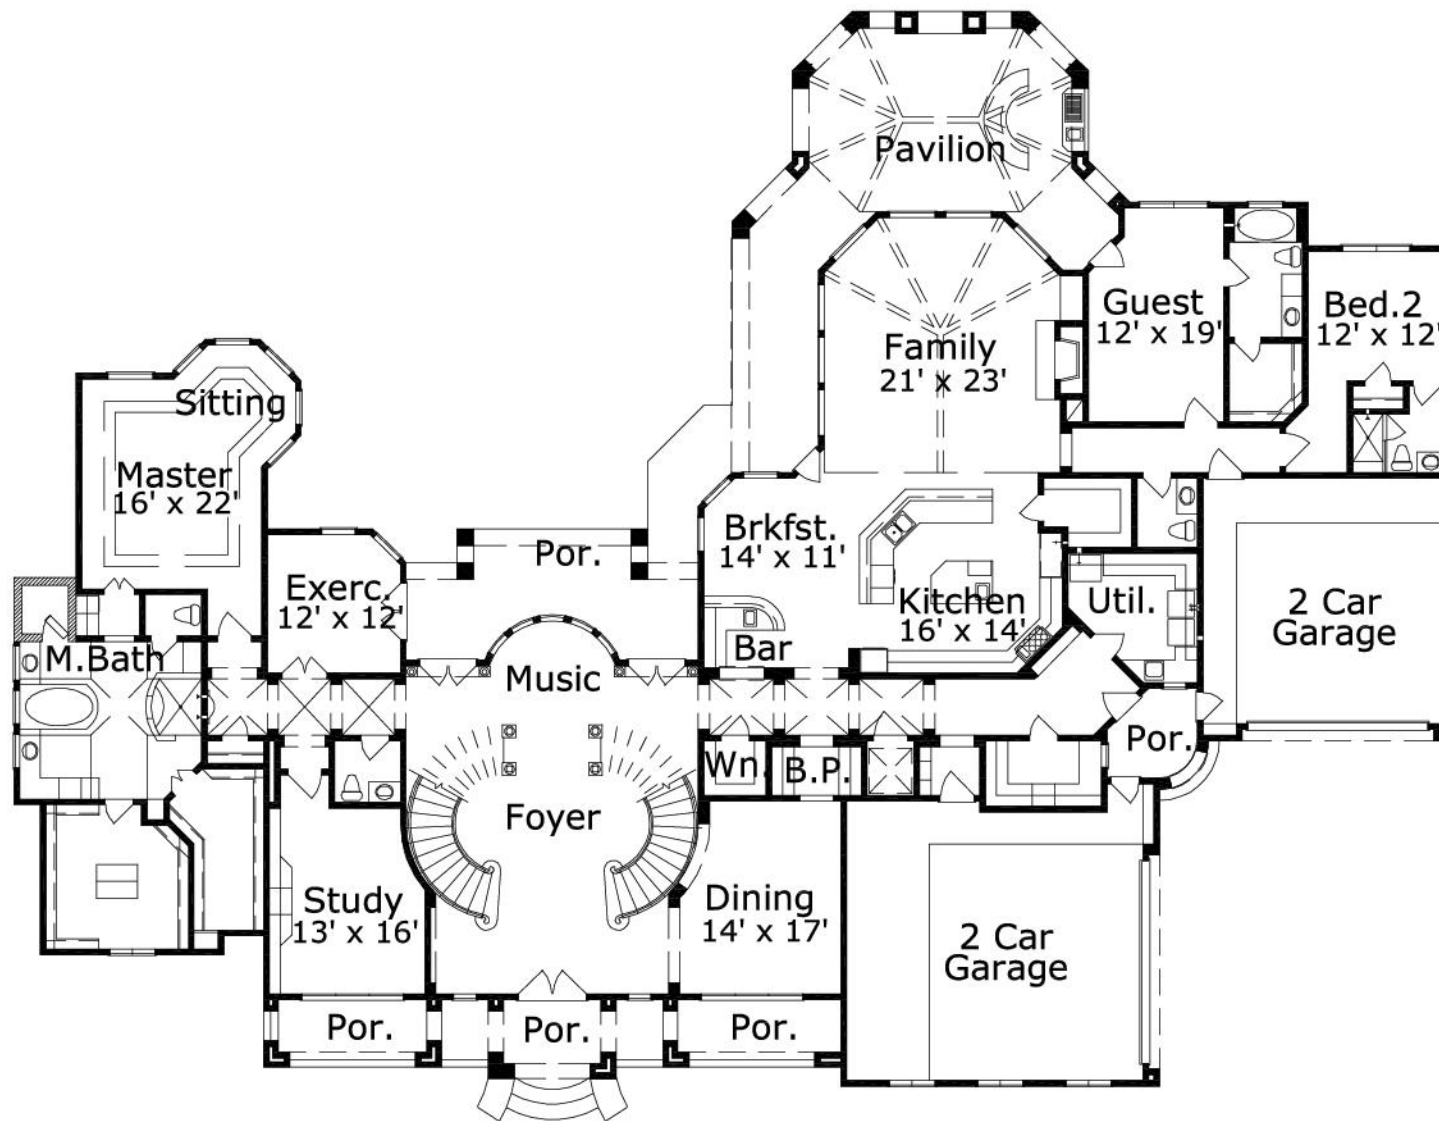 Pavilion
Guest
12' x 19'
Bed.2
12' x 12'
Family
21' x 23'
Sitting
Master
16' x 22'
Brkfst.
14' x 11'
Por.
Exerc.
12' x 12'
Kitchen
16' x 14'
Util.
2 Car
Garage
Bar
M.Bath
Music
Por.
Wn.
B.P.
Foyer
Study
13' x 16'
Dining
14' x 17'
2 Car
Garage
Por.
Por.
Por.